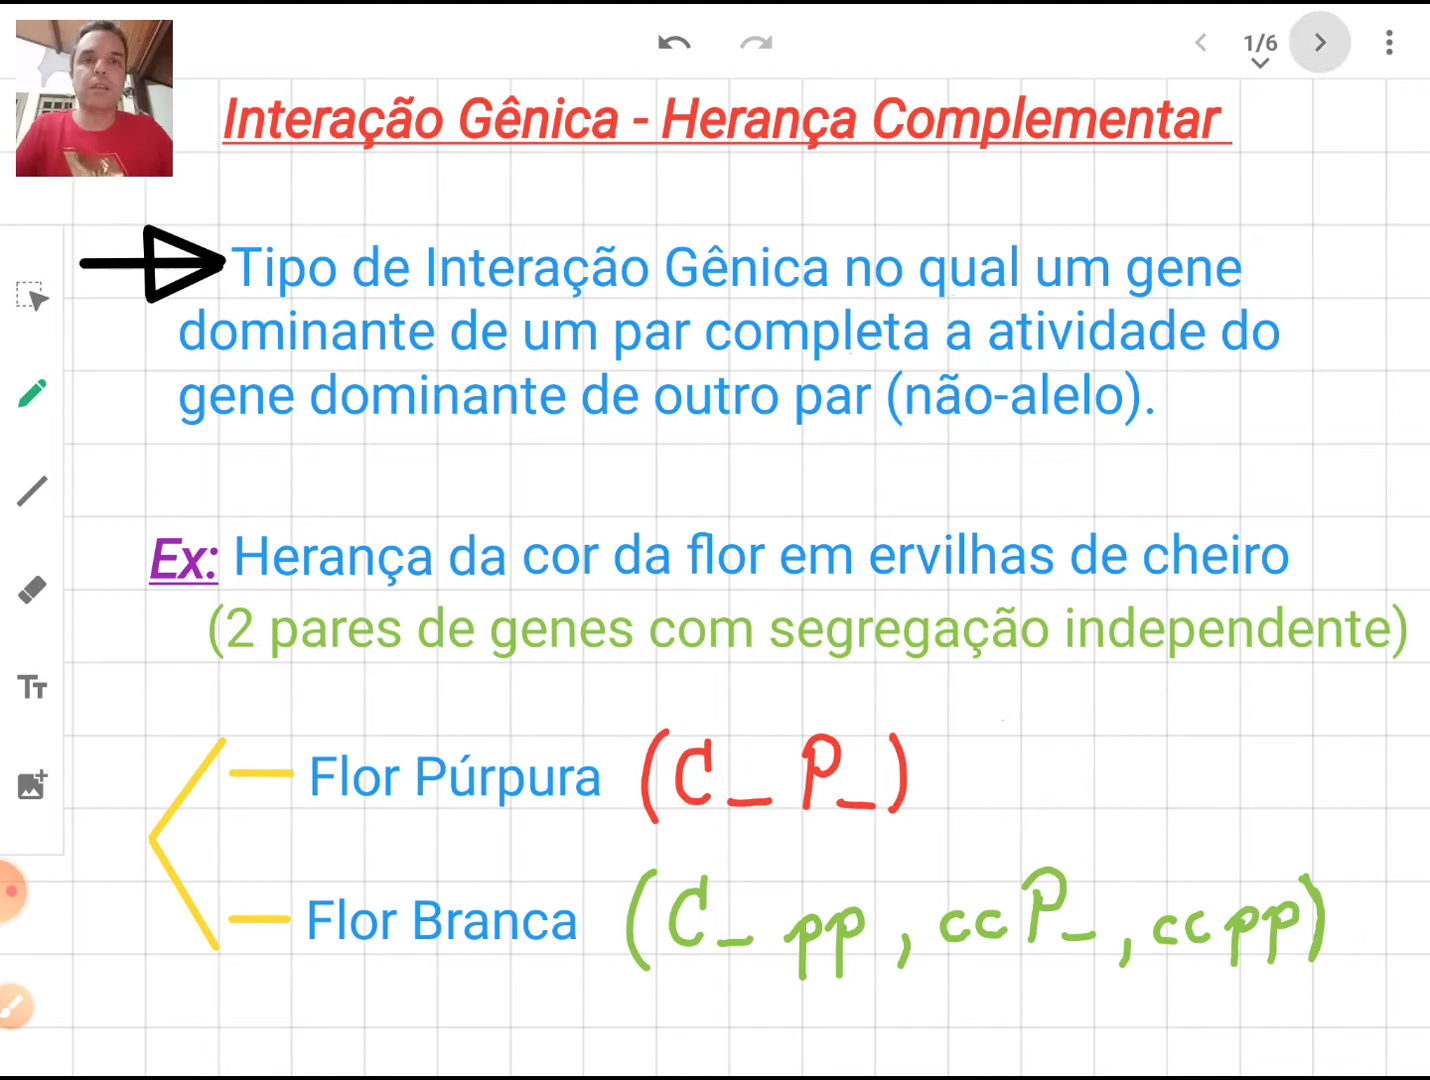 1/6
Interação Gênica - Herança Complementar
Tipo de Interação Gênica no qual um gene
dominante de um par completa a atividade do
gene dominante de outro par (não-alelo).
Ex: Herança da cor da flor em ervilhas de cheiro
(2 pares de genes com segregação independente)
Tт
Flor Púrpura (C_ P_)
Flor Branca (C_ pp, ccP_, ccpp)